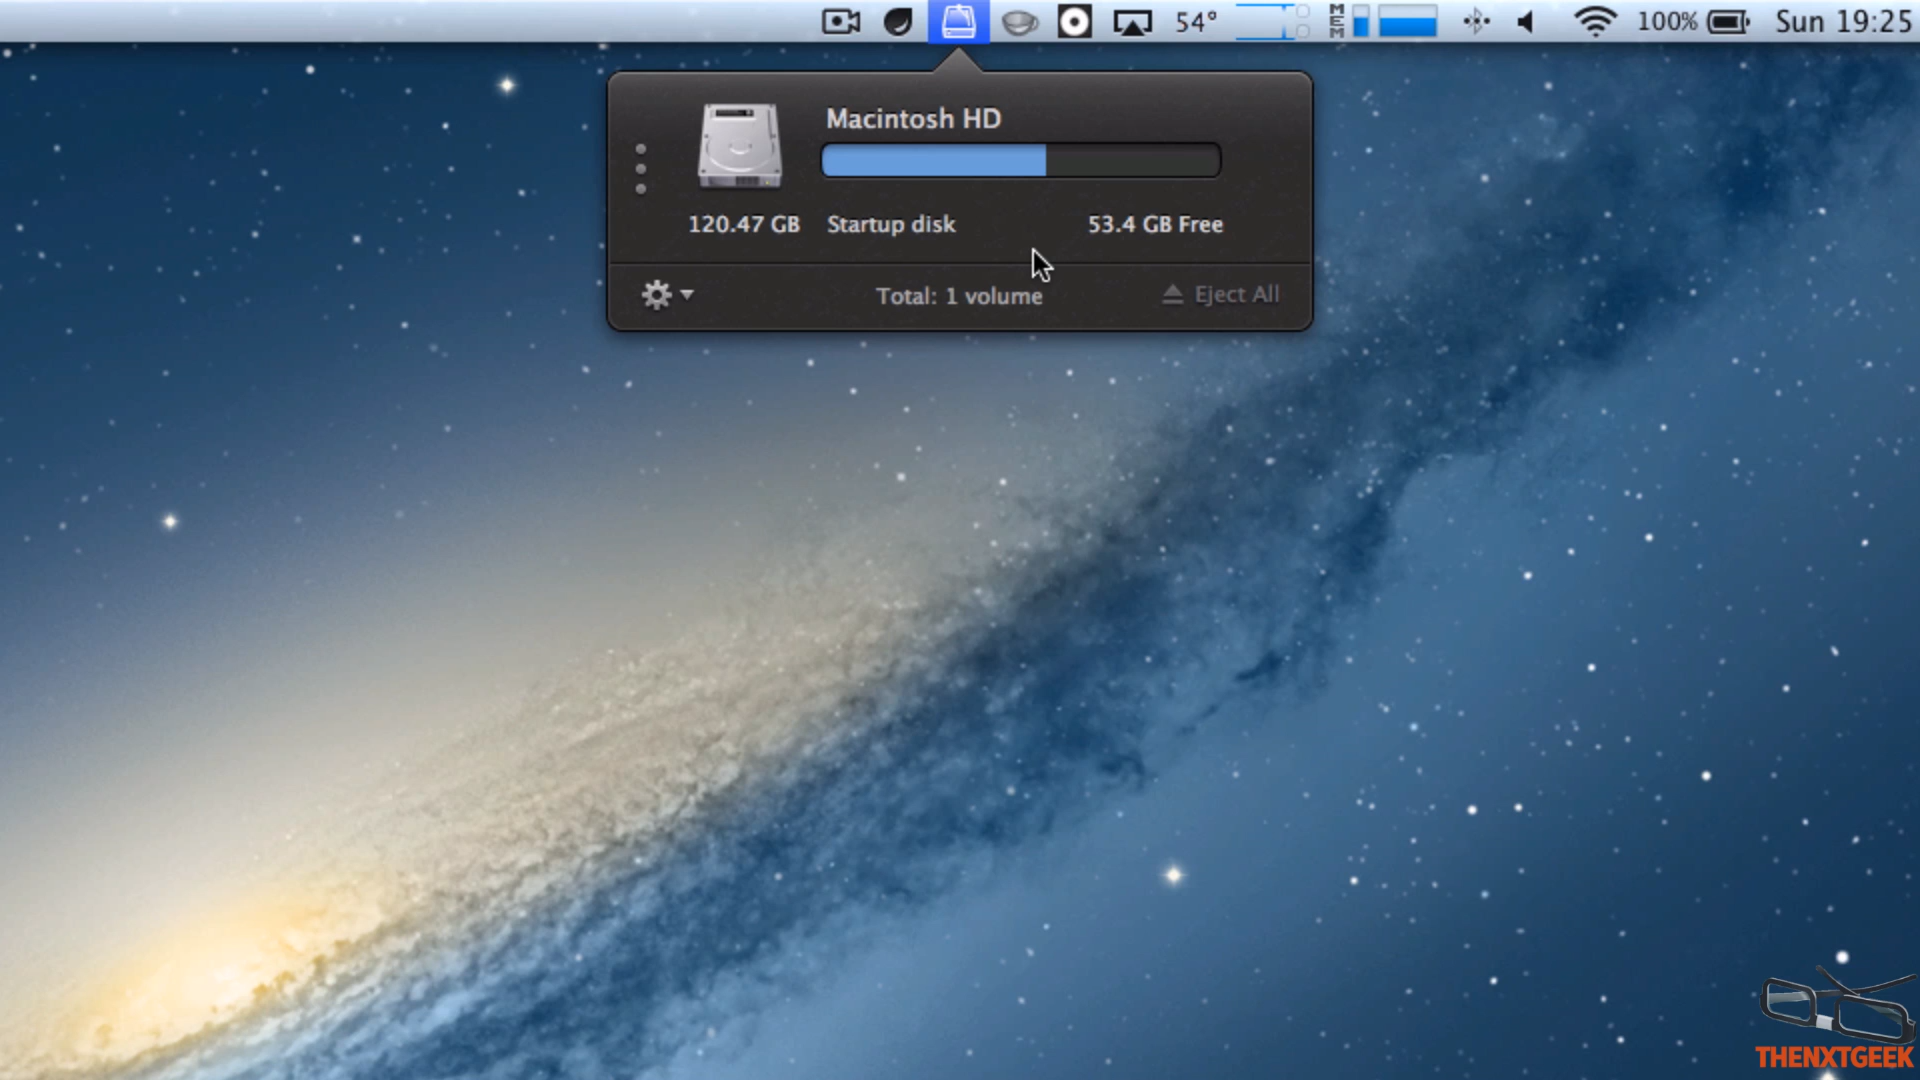 54°
MEM
100%
Sun 19:25
Macintosh HD
120.47 GB
Startup disk
53.4 GB Free
Total: 1 volume
Eject All
THENXTGEEK